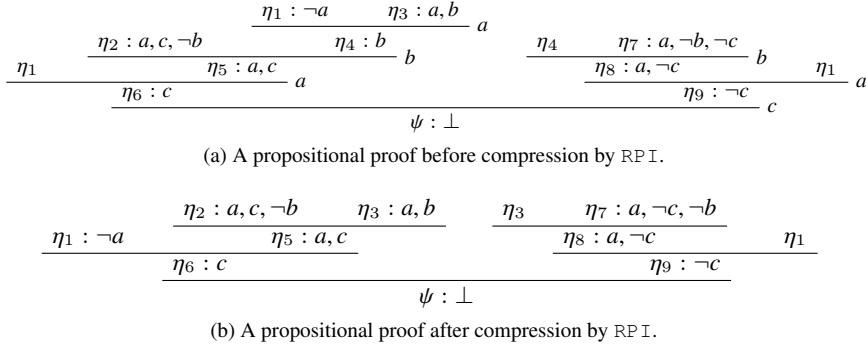 η₁ : ¬a η₃ : a, b a
η₂ : a, c, ¬b η₄ : b b η₄ η₇ : a, ¬b, ¬c b
η₁ η₅ : a, c a η₈ : a, ¬c η₁ a
η₆ : c η₉ : ¬c c
ψ : ⊥
(a) A propositional proof before compression by RPI.
η₂ : a, c, ¬b η₃ : a, b η₃ η₇ : a, ¬c, ¬b
η₁ : ¬a η₅ : a, c η₈ : a, ¬c η₁
η₆ : c η₉ : ¬c
ψ : ⊥
(b) A propositional proof after compression by RPI.